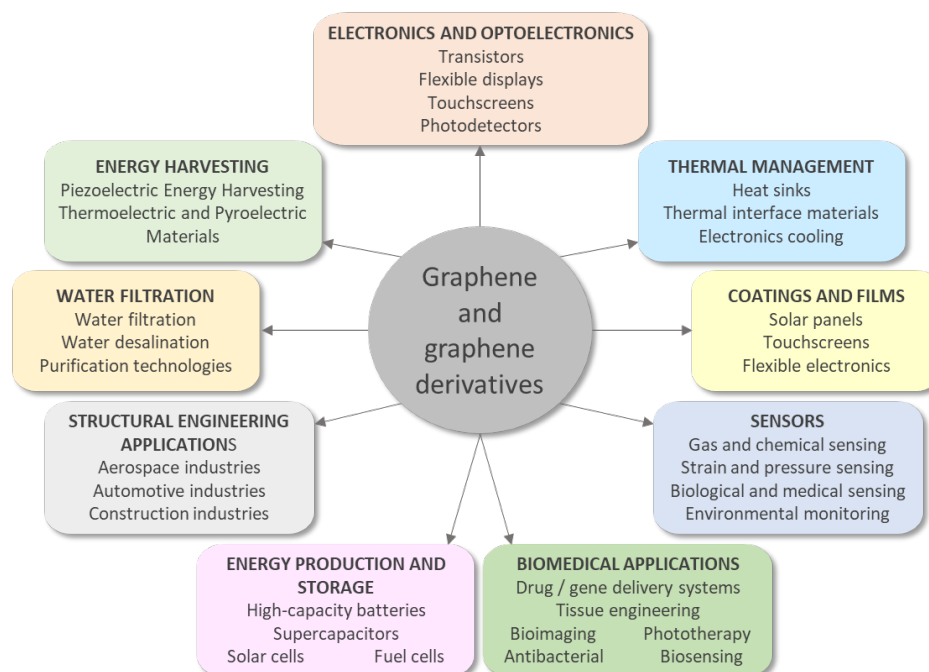 ELECTRONICS AND OPTOELECTRONICS
Transistors
Flexible displays
Touchscreens
Photodetectors
ENERGY HARVESTING
Piezoelectric Energy Harvesting
Thermoelectric and Pyroelectric
Materials
THERMAL MANAGEMENT
Heat sinks
Thermal interface materials
Electronics cooling
Graphene
and
graphene
derivatives
WATER FILTRATION
Water filtration
Water desalination
Purification technologies
COATINGS AND FILMS
Solar panels
Touchscreens
Flexible electronics
STRUCTURAL ENGINEERING
APPLICATIONS
Aerospace industries
Automotive industries
Construction industries
SENSORS
Gas and chemical sensing
Strain and pressure sensing
Biological and medical sensing
Environmental monitoring
ENERGY PRODUCTION AND
STORAGE
High-capacity batteries
Supercapacitors
Solar cells Fuel cells
BIOMEDICAL APPLICATIONS
Drug / gene delivery systems
Tissue engineering
Bioimaging Phototherapy
Antibacterial Biosensing